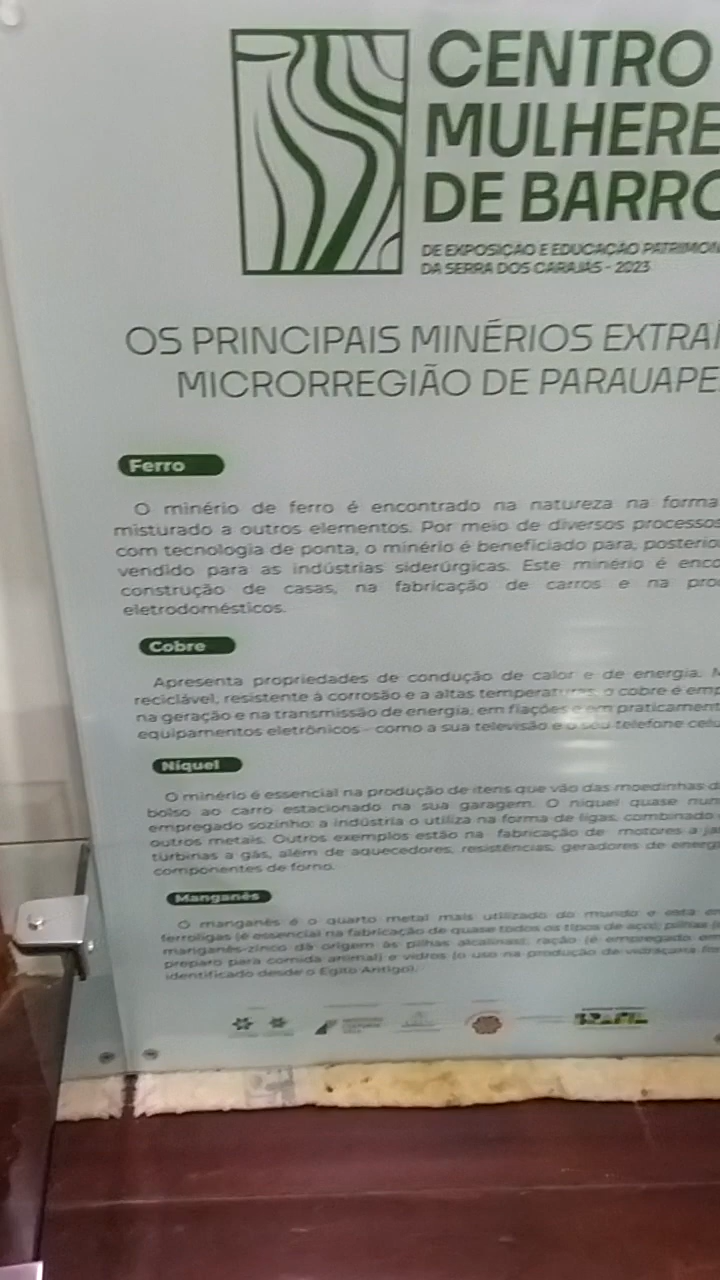 CENTRO
MULHERE
DE BARRO
DE EXPOSIÇÃO E EDUCAÇÃO PATRIMON
DA SERRA DOS CARAJÁS - 2023
OS PRINCIPAIS MINÉRIOS EXTRAÍ
MICRORREGIÃO DE PARAUAPE
Ferro
O minério de ferro é encontrado na natureza na forma
misturado a outros elementos. Por meio de diversos processos
com tecnologia de ponta, o minério é beneficiado para, posterio
vendido para as indústrias siderúrgicas. Este minério é enco
construção de casas, na fabricação de carros e na pro
eletrodomésticos.
Cobre
Apresenta propriedades de condução de calor e de energia. M
reciclável, resistente à corrosão e a altas temperaturas, o cobre é emp
na geração e na transmissão de energia, em fiações e em praticament
equipamentos eletrônicos - como a sua televisão e o seu telefone celu
Níquel
O minério é essencial na produção de itens que vão das moedinhas d
bolso ao carro estacionado na sua garagem. O níquel quase nun
empregado sozinho: a indústria o utiliza na forma de ligas, combinado
outros metais. Outros exemplos estão na fabricação de motores a ja
turbinas a gás, além de aquecedores, resistências, geradores de energ
componentes de forno.
Manganês
O manganês é o quarto metal mais utilizado do mundo e está em
ferroligas (é essencial na fabricação de quase todos os tipos de aço); pilhas (
manganês-zinco dá origem às pilhas alcalinas); ração (é empregado em
preparo para comida animal) e vidros (o uso na produção de vidraçaria foi
identificado desde o Egito Antigo).